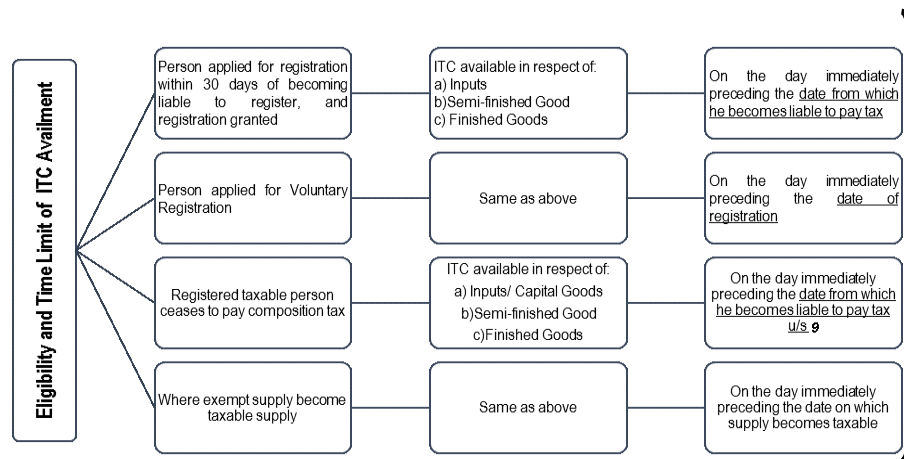 Eligibility and Time Limit of ITC Availment
Person applied for registration
within 30 days of becoming
liable to register, and
registration granted
ITC available in respect of:
a) Inputs
b)Semi-finished Good
c) Finished Goods
On the day immediately
preceding the date from which
he becomes liable to pay tax
Person applied for Voluntary
Registration
Same as above
On the day immediately
preceding the date of
registration
Registered taxable person
ceases to pay composition tax
ITC available in respect of:
a) Inputs/ Capital Goods
b)Semi-finished Good
c)Finished Goods
On the day immediately
preceding the date from which
he becomes liable to pay tax
u/s 9
Where exempt supply become
taxable supply
Same as above
On the day immediately
preceding the date on which
supply becomes taxable